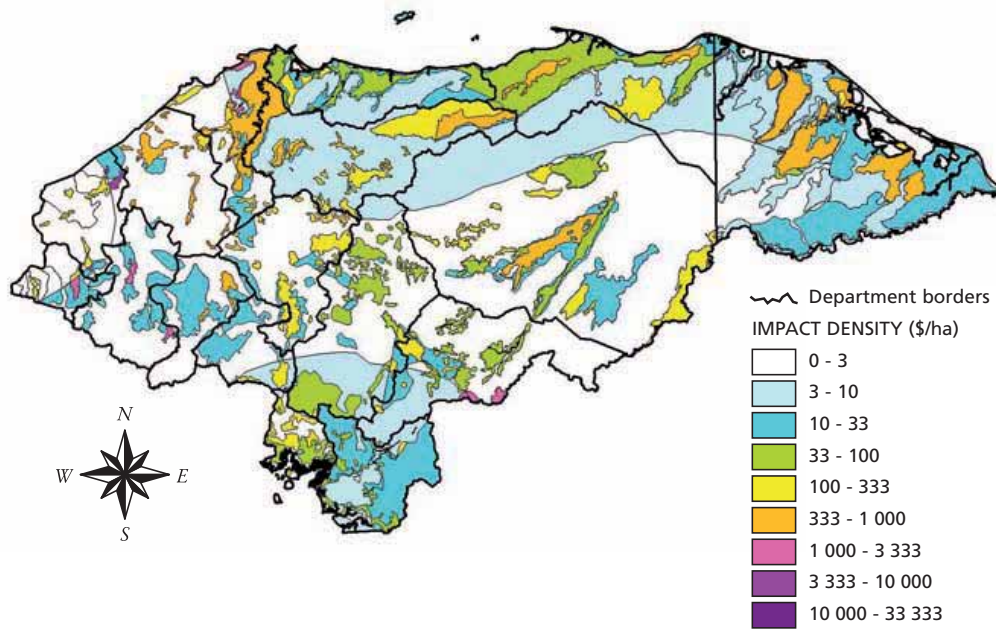 Department borders
IMPACT DENSITY ($/ha)
0 - 3
3 - 10
10 - 33
33 - 100
100 - 333
333 - 1 000
1 000 - 3 333
3 333 - 10 000
10 000 - 33 333
N
W E
S